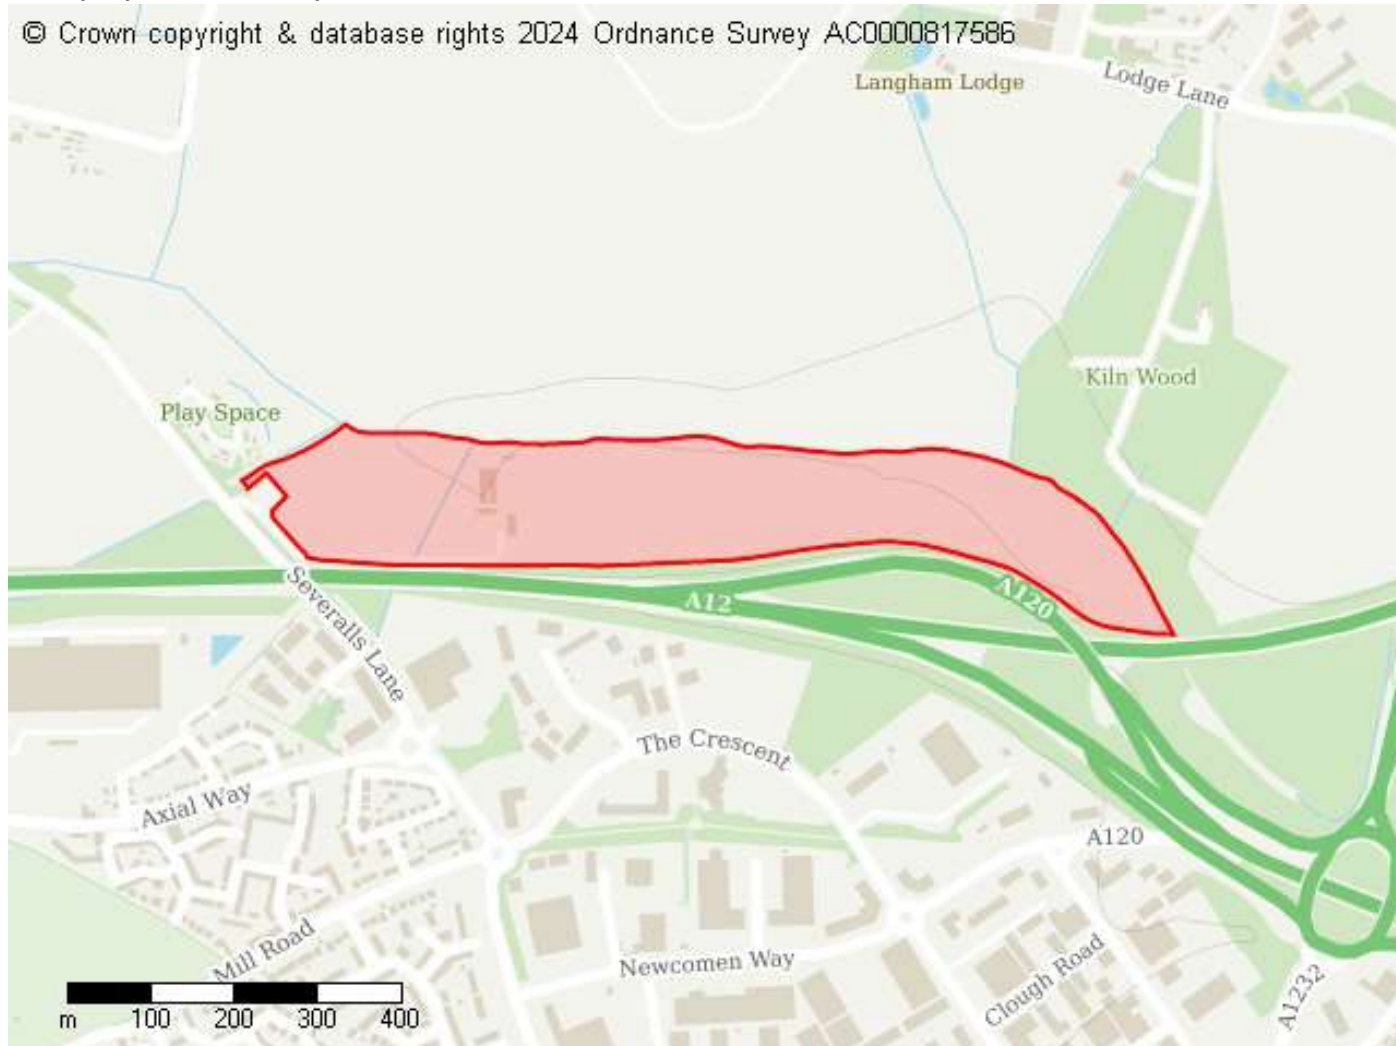 © Crown copyright & database rights 2024 Ordnance Survey AC0000817586
Langham Lodge
Lodge Lane
Kiln Wood
Play Space
A12
A120
Severalls Lane
The Crescent
Axial Way
A120
Mill Road
Newcomen Way
Clough Road
A1232
m 100 200 300 400